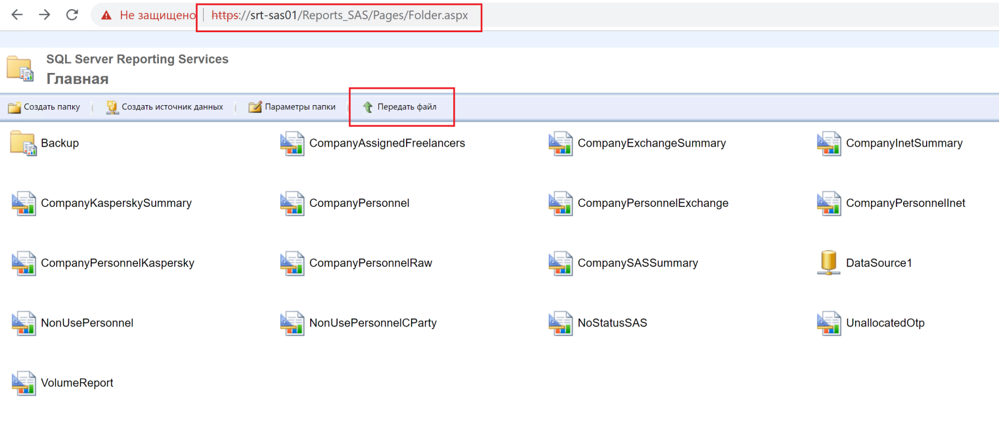 Не защищено https://srt-sas01/Reports_SAS/Pages/Folder.aspx
SQL Server Reporting Services
Главная
Создать папку Создать источник данных Параметры папки Передать файл
Backup CompanyAssignedFreelancers CompanyExchangeSummary CompanyInetSummary
CompanyKasperskySummary CompanyPersonnel CompanyPersonnelExchange CompanyPersonnelInet
CompanyPersonnelKaspersky CompanyPersonnelRaw CompanySASSummary DataSource1
NonUsePersonnel NonUsePersonnelCParty NoStatusSAS UnallocatedOtp
VolumeReport